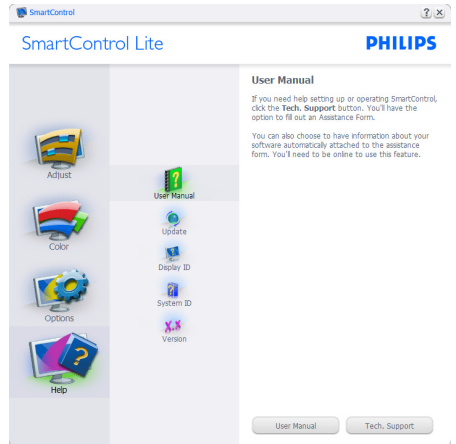 SmartControl
SmartControl Lite
PHILIPS
Adjust
Color
Options
Help
User Manual
Update
Display ID
System ID
Version
User Manual
If you need help setting up or operating SmartControl,
click the Tech. Support button. You'll have the
option to fill out an Assistance Form.
You can also choose to have information about your
software automatically attached to the assistance
form. You'll need to be online to use this feature.
User Manual
Tech. Support